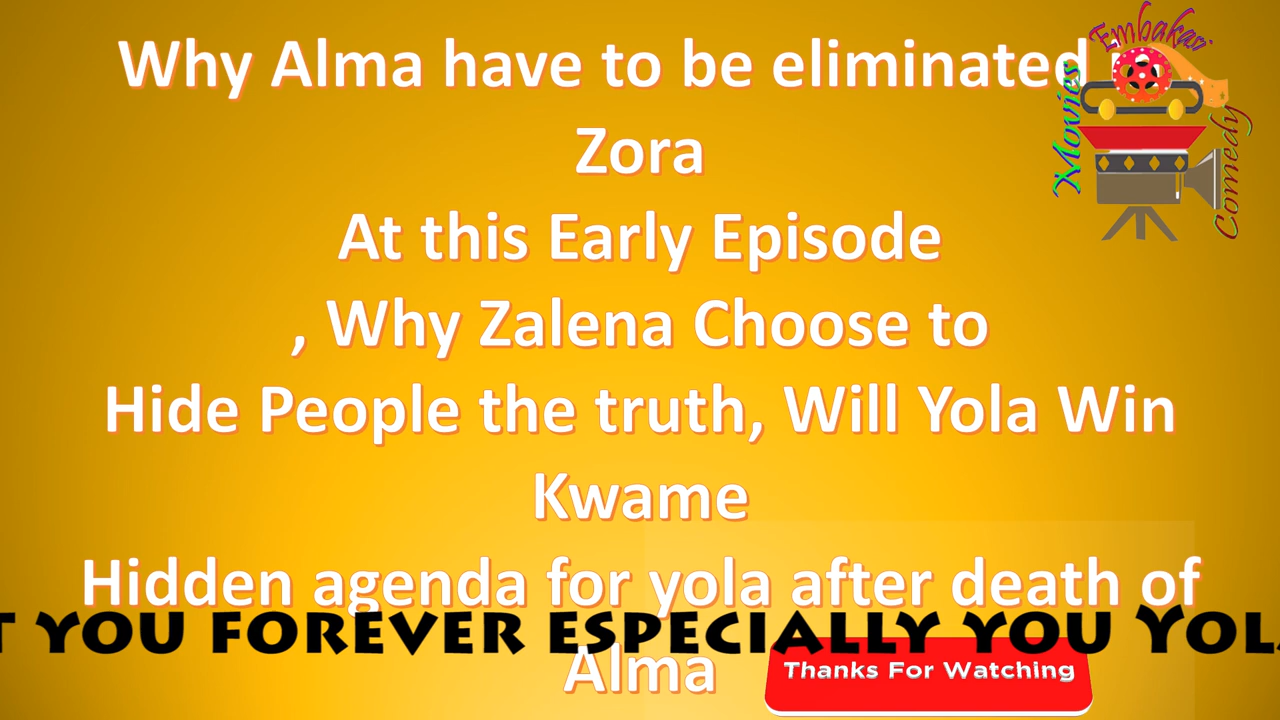 Why Alma have to be eliminated
Zora
At this Early Episode
, Why Zalena Choose to
Hide People the truth, Will Yola Win
Kwame
Hidden agenda for yola after death of
YOU FOREVER ESPECIALLY YOU
Alma
Thanks For Watching
Embakasi
Movies
Comedy